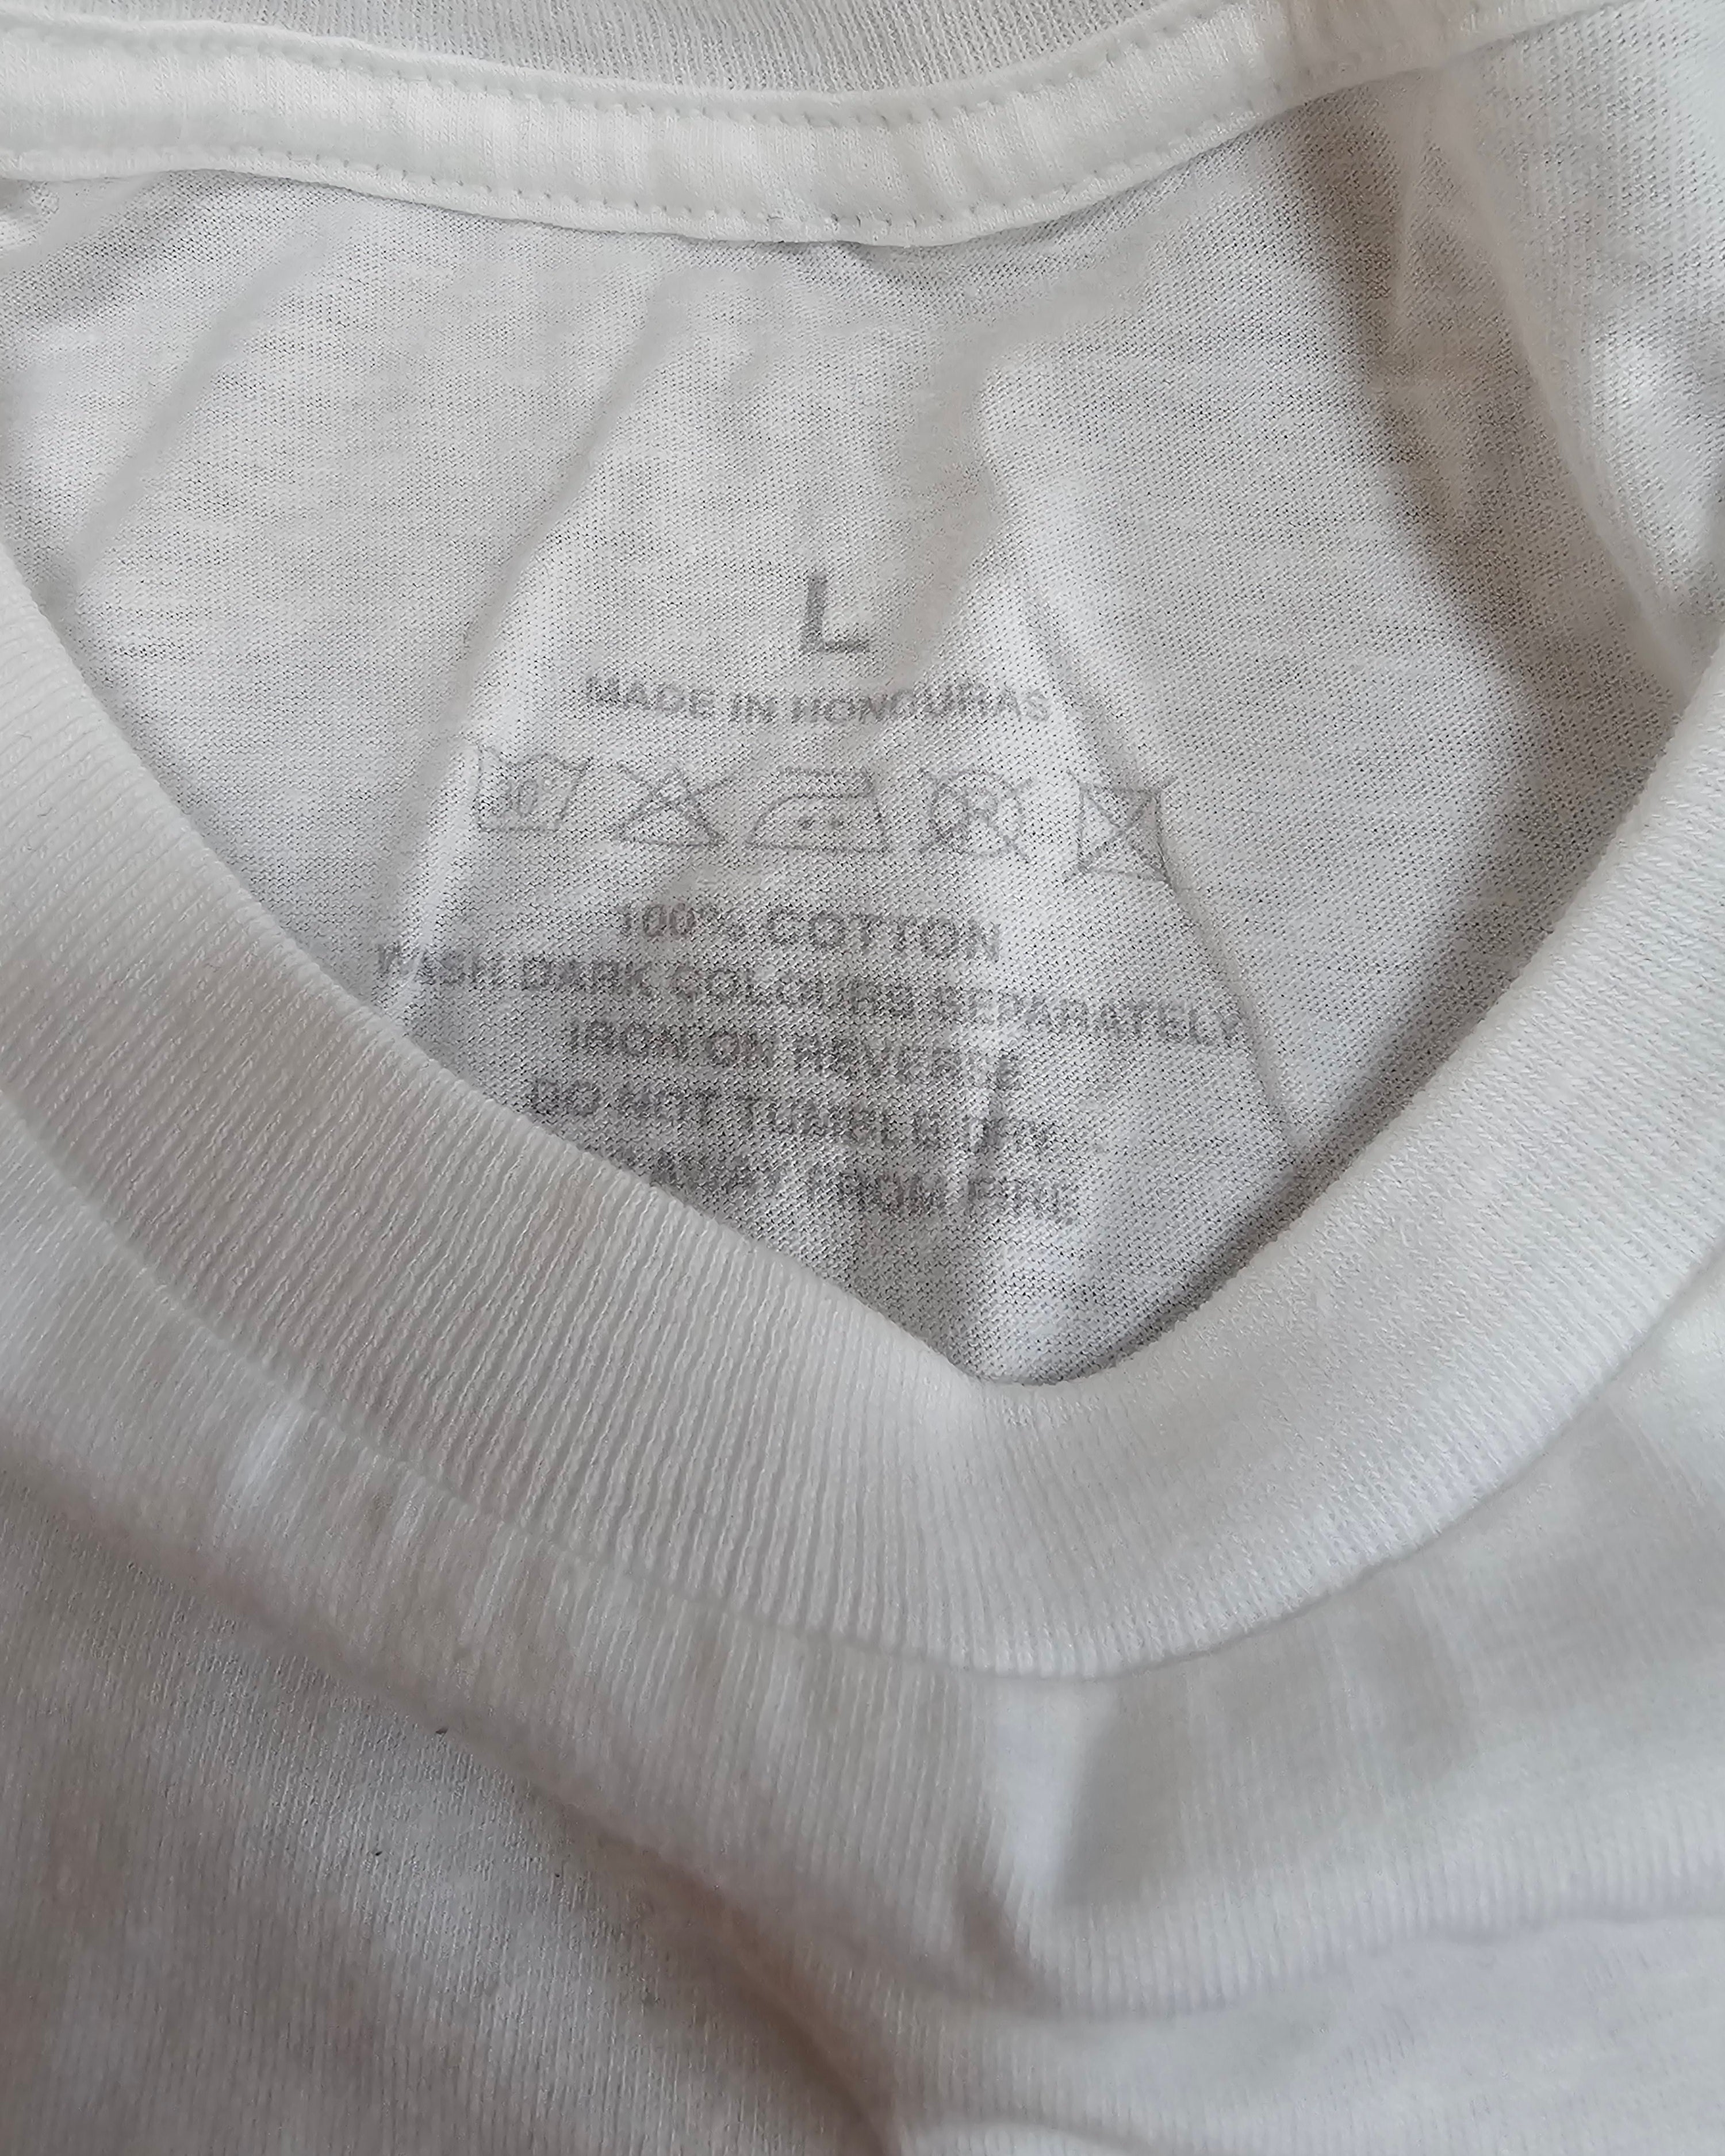 L
MADE IN HONDURAS
100% COTTON
WASH DARK COLOURS SEPARATELY
IRON ON REVERSE
DO NOT TUMBLE DRY
AWAY FROM FIRE